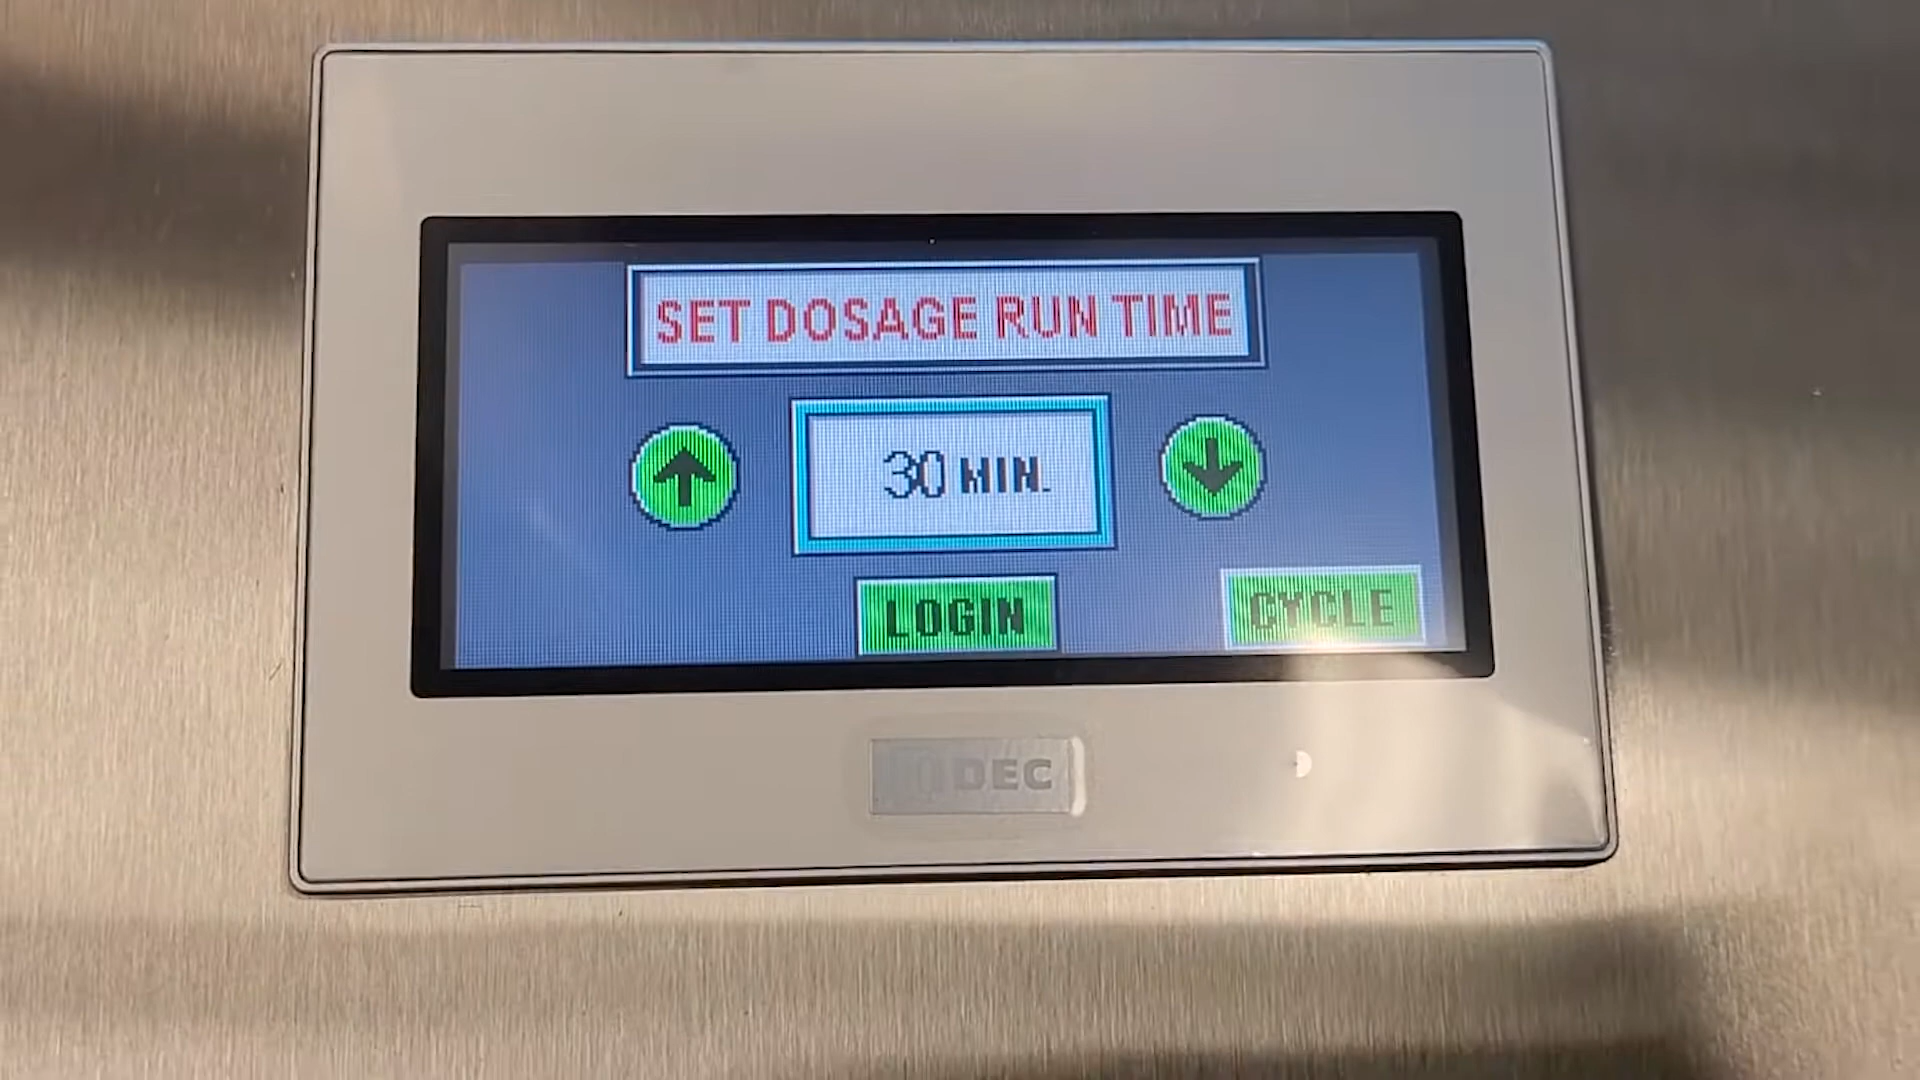 SET DOSAGE RUN TIME
30 MIN.
LOGIN
CYCLE
IDEC